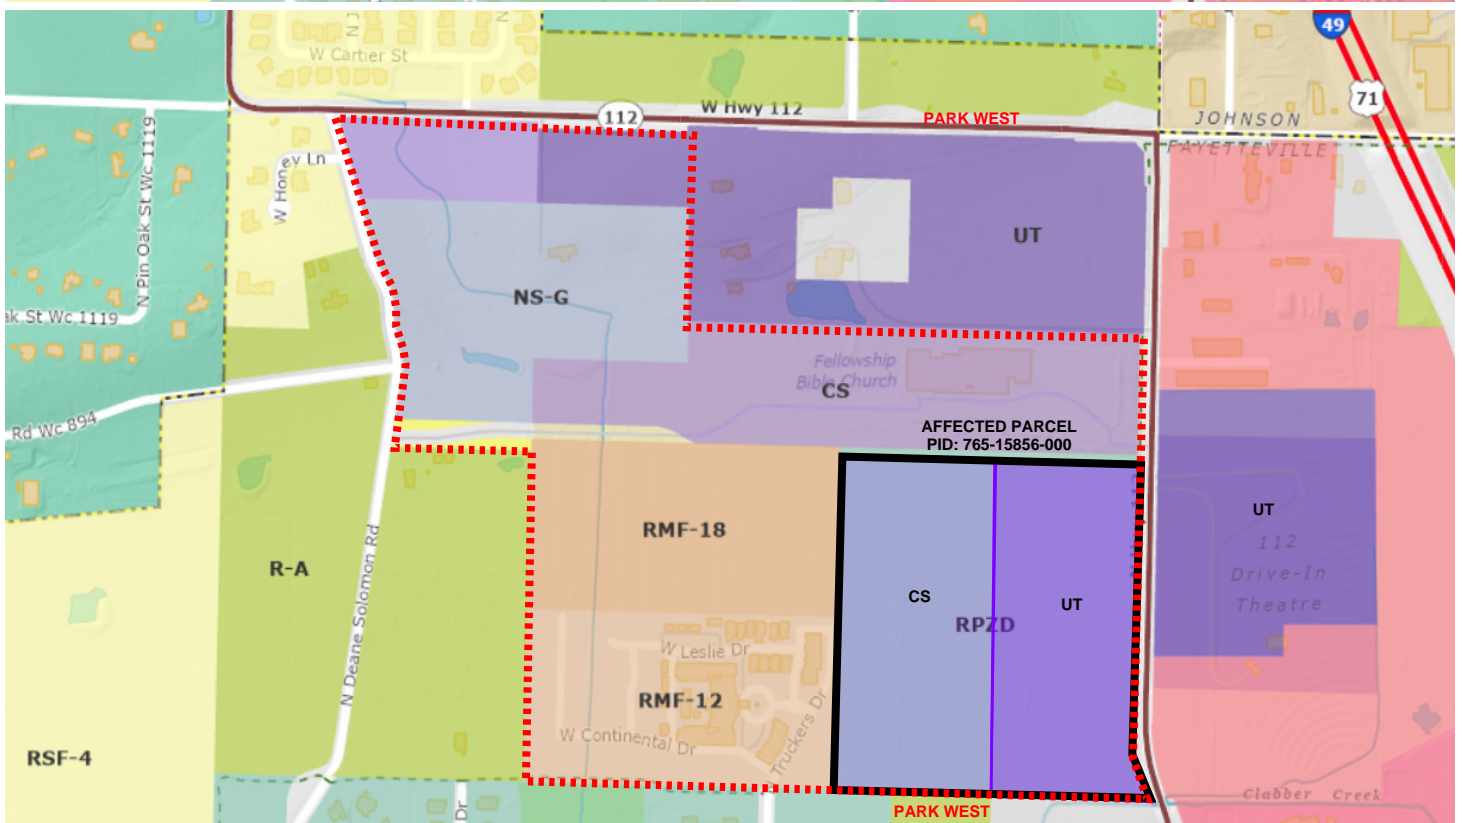 49
71
W Cartier St
W Hwy 112
112
PARK WEST
JOHNSON
FAYETTEVILLE
N Pin Oak St Wc 1119
W Honey Ln
UT
NS-G
ak St Wc 1119
Fellowship
Bible Church
CS
Rd Wc 894
AFFECTED PARCEL
PID: 765-15856-000
RMF-18
UT
112
Drive-In
Theatre
R-A
N Deane Solomon Rd
CS
UT
RPZD
W Leslie Dr
RMF-12
Truckers Dr
W Continental Dr
RSF-4
Clabber Creek
Dr
PARK WEST